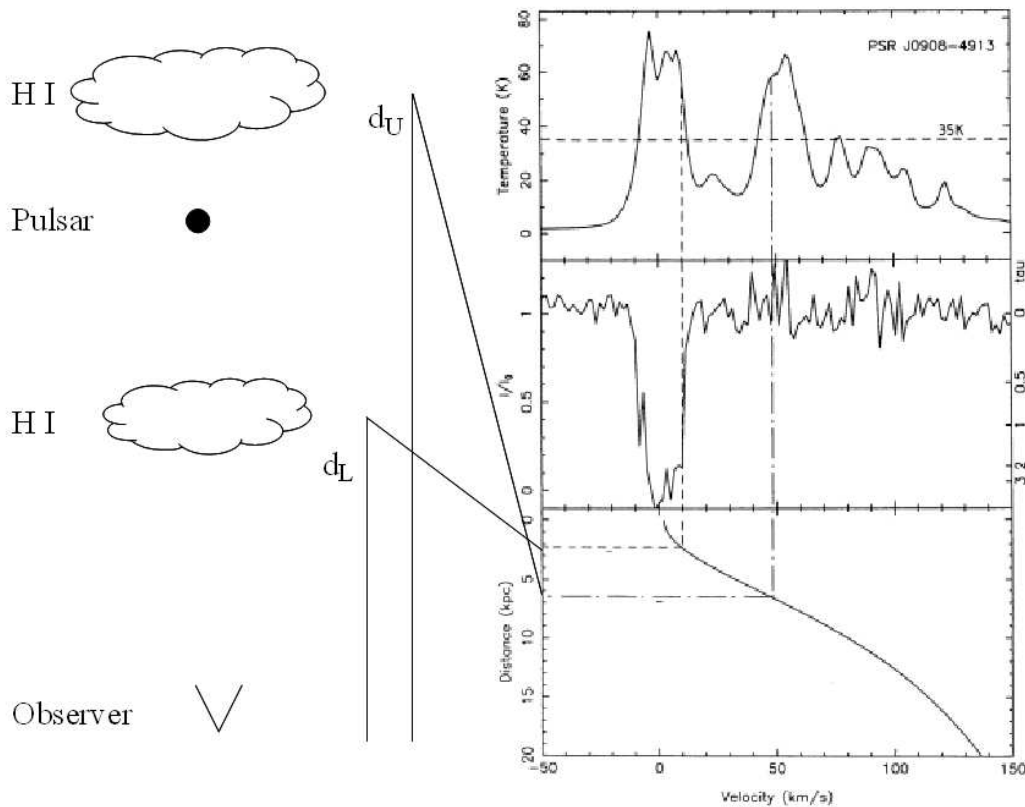 H I
Pulsar
H I
Observer
d_U
d_L
PSR J0908-4913
35K
Temperature (K)
80
60
40
20
0
I/I₀
1
0.5
0
tau
0
0.5
1
2
3
Distance (kpc)
0
5
10
15
20
-50 0 50 100 150
Velocity (km/s)